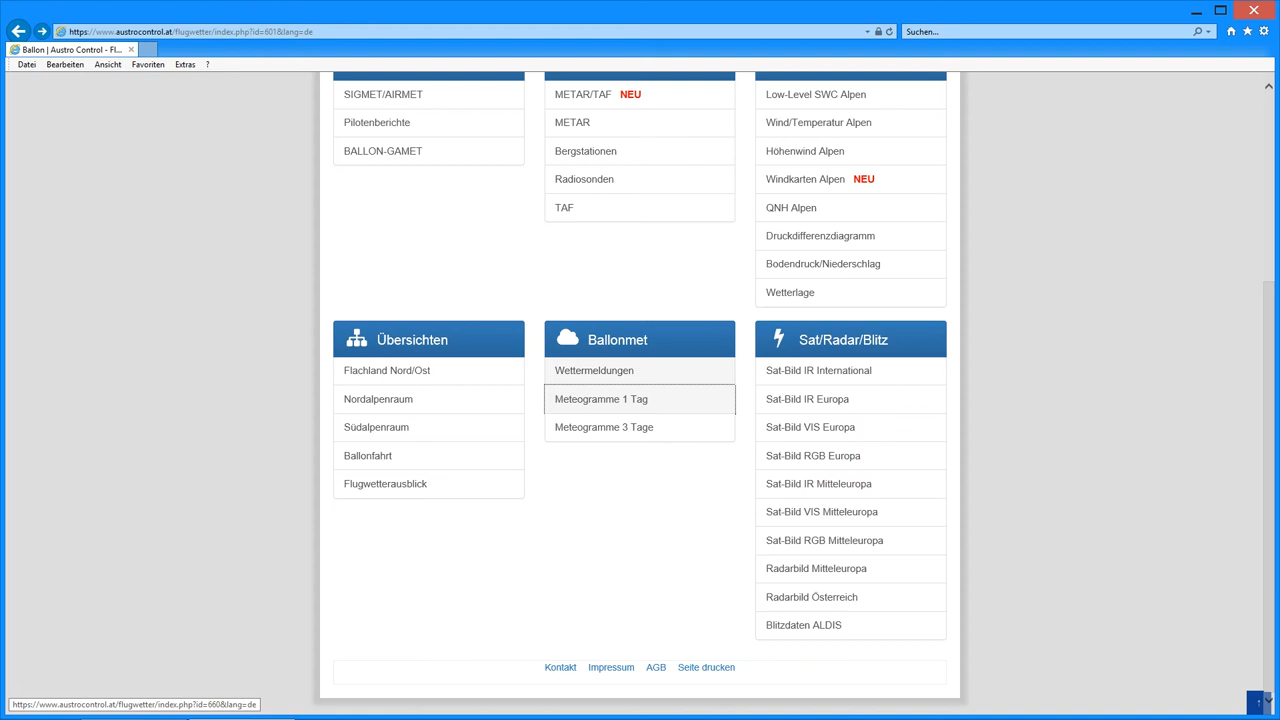 https://www.austrocontrol.at/flugwetter/index.php?id=601&lang=de
Suchen...
Ballon | Austro Control - Fl...
Datei Bearbeiten Ansicht Favoriten Extras ?
SIGMET/AIRMET
Pilotenberichte
BALLON-GAMET
METAR/TAF NEU
METAR
Bergstationen
Radiosonden
TAF
Low-Level SWC Alpen
Wind/Temperatur Alpen
Höhenwind Alpen
Windkarten Alpen NEU
QNH Alpen
Druckdifferenzdiagramm
Bodendruck/Niederschlag
Wetterlage
Übersichten
Flachland Nord/Ost
Nordalpenraum
Südalpenraum
Ballonfahrt
Flugwetterausblick
Ballonmet
Wettermeldungen
Meteogramme 1 Tag
Meteogramme 3 Tage
Sat/Radar/Blitz
Sat-Bild IR International
Sat-Bild IR Europa
Sat-Bild VIS Europa
Sat-Bild RGB Europa
Sat-Bild IR Mitteleuropa
Sat-Bild VIS Mitteleuropa
Sat-Bild RGB Mitteleuropa
Radarbild Mitteleuropa
Radarbild Österreich
Blitzdaten ALDIS
Kontakt Impressum AGB Seite drucken
https://www.austrocontrol.at/flugwetter/index.php?id=660&lang=de